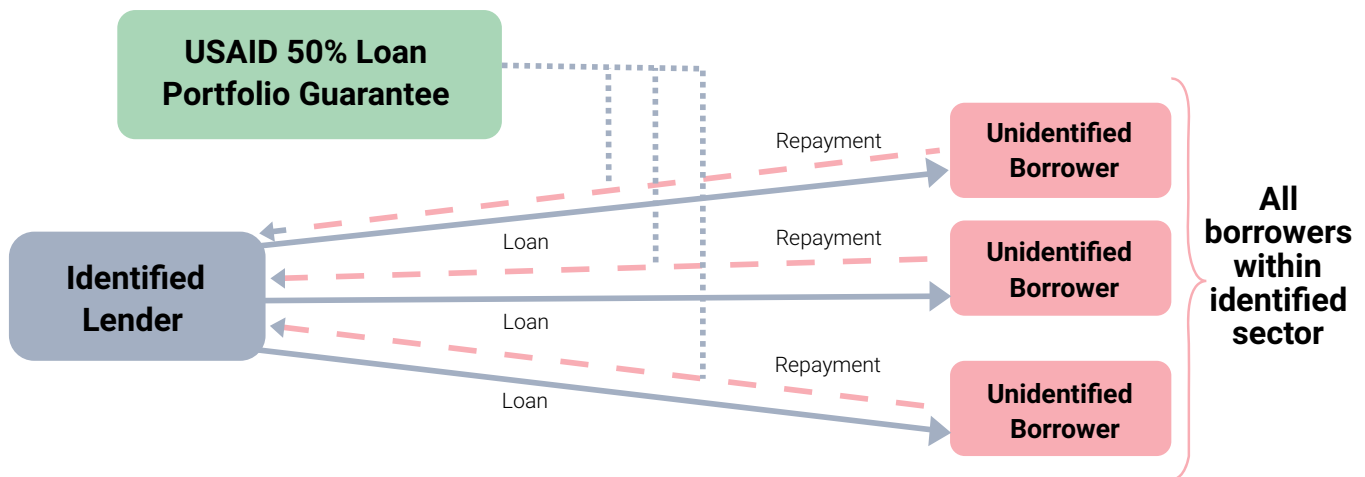 USAID 50% Loan
Portfolio Guarantee
Identified
Lender
Repayment
Loan
Repayment
Loan
Repayment
Loan
Unidentified
Borrower
Unidentified
Borrower
Unidentified
Borrower
All
borrowers
within
identified
sector